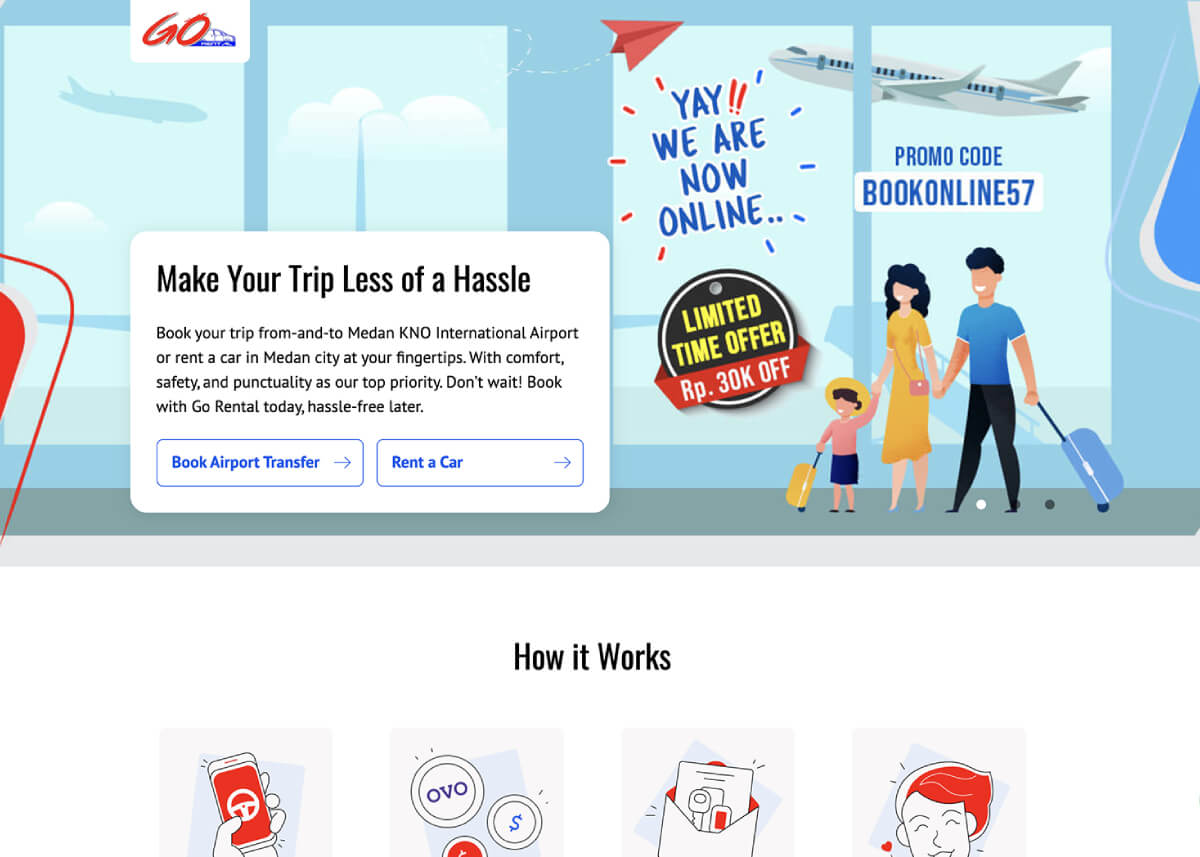 GO
RENTAL
YAY!!
WE ARE
NOW
ONLINE..
PROMO CODE
BOOKONLINE57
LIMITED
TIME OFFER
Rp. 30K OFF
Make Your Trip Less of a Hassle
Book your trip from-and-to Medan KNO International Airport
or rent a car in Medan city at your fingertips. With comfort,
safety, and punctuality as our top priority. Don't wait! Book
with Go Rental today, hassle-free later.
Book Airport Transfer →
Rent a Car →
How it Works
OVO
$